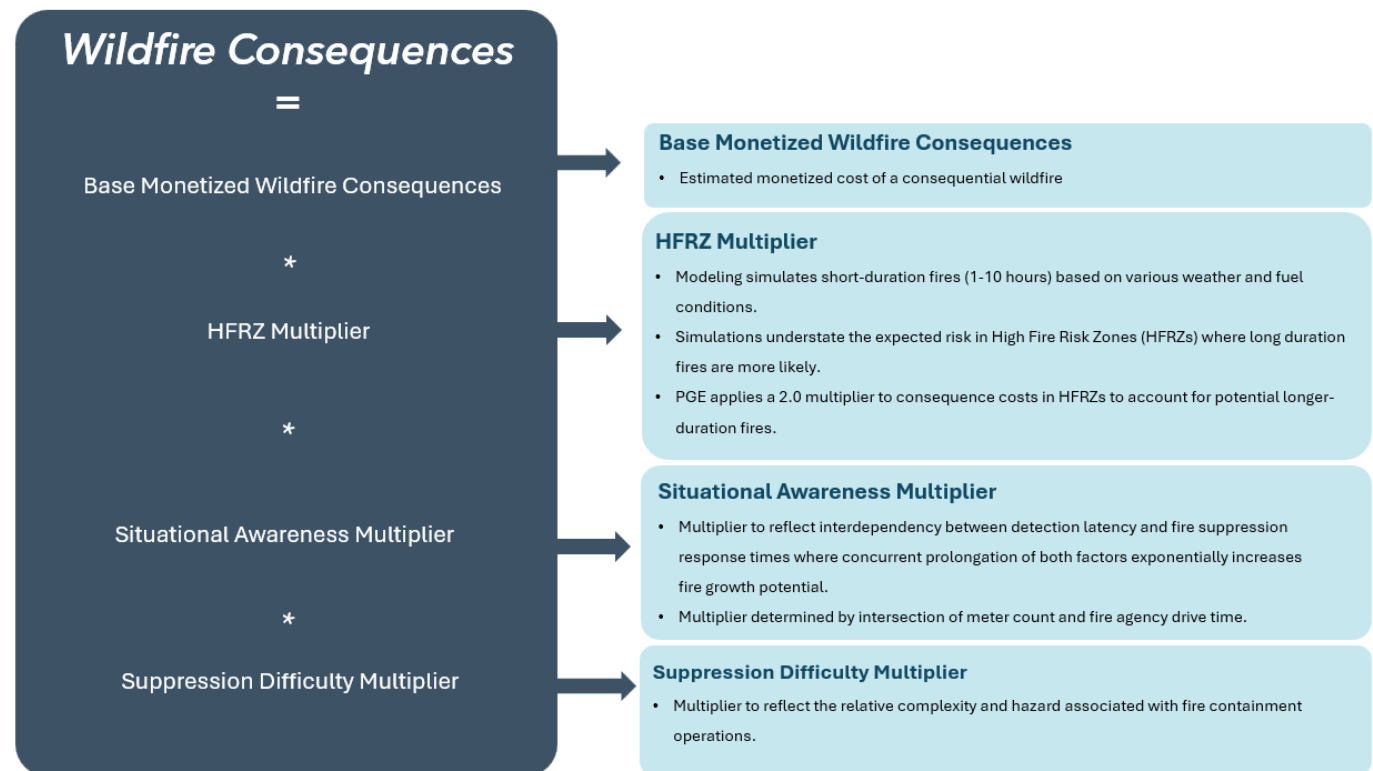 Wildfire Consequences
=
Base Monetized Wildfire Consequences
*
HFRZ Multiplier
*
Situational Awareness Multiplier
*
Suppression Difficulty Multiplier
Base Monetized Wildfire Consequences
• Estimated monetized cost of a consequential wildfire
HFRZ Multiplier
• Modeling simulates short-duration fires (1-10 hours) based on various weather and fuel
conditions.
• Simulations understate the expected risk in High Fire Risk Zones (HFRZs) where long duration
fires are more likely.
• PGE applies a 2.0 multiplier to consequence costs in HFRZs to account for potential longer-
duration fires.
Situational Awareness Multiplier
• Multiplier to reflect interdependency between detection latency and fire suppression
response times where concurrent prolongation of both factors exponentially increases
fire growth potential.
• Multiplier determined by intersection of meter count and fire agency drive time.
Suppression Difficulty Multiplier
• Multiplier to reflect the relative complexity and hazard associated with fire containment
operations.